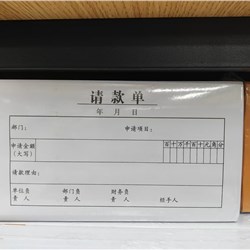 请款单
年 月 日
部门： 申请项目：
申请金额 百 十 万 千 百 十 元 角 分
（大写）
请款理由：
单位负 部门负 财务负
责 人 责 人 责 人 经手人